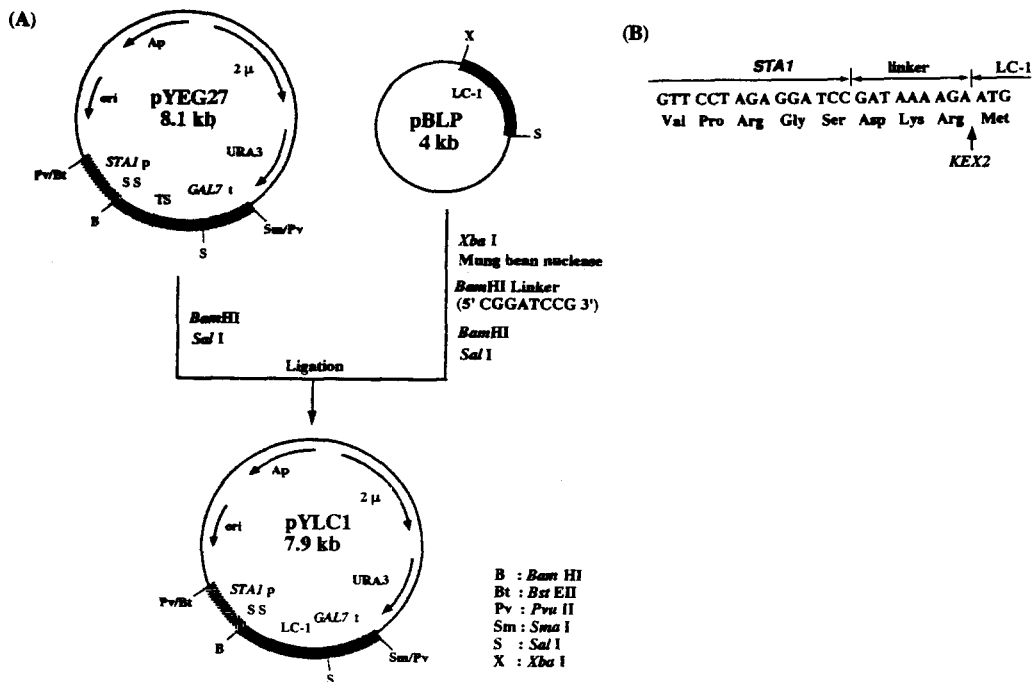 (A)
Ap
2 μ
ori
pYEG27
8.1 kb
URA3
STA1 p
S S
TS
GAL7 t
Pv/Bt
B
S
Sm/Pv
X
LC-1
pBLP
4 kb
S
BamHI
Sal I
Xba I
Mung bean nuclease
BamHI Linker
(5' CGGATCCG 3')
BamHI
Sal I
Ligation
Ap
2 μ
ori
pYLC1
7.9 kb
URA3
STA1 p
S S
LC-1
GAL7 t
Pv/Bt
B
S
Sm/Pv
B : Bam HI
Bt : Bst EII
Pv : Pvu II
Sm : Sma I
S : Sal I
X : Xba I
(B)
STA1 linker LC-1
GTT CCT AGA GGA TCC GAT AAA AGA ATG
Val Pro Arg Gly Ser Asp Lys Arg Met
KEX2